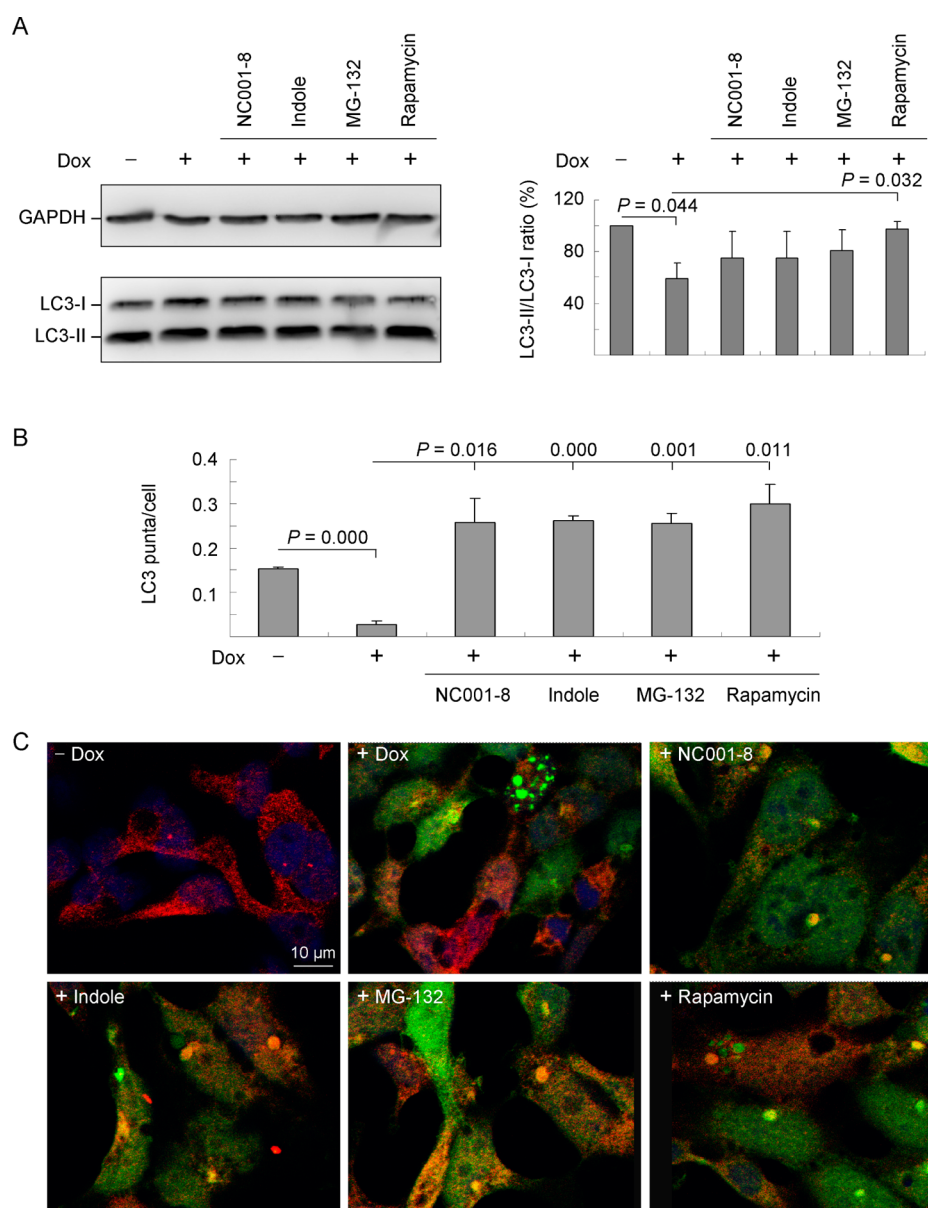 A
NC001-8
Indole
MG-132
Rapamycin
Dox – + + + + +
GAPDH
LC3-I
LC3-II
NC001-8
Indole
MG-132
Rapamycin
Dox – + + + + +
P = 0.032
P = 0.044
LC3-II/LC3-I ratio (%)
120
80
40
B
P = 0.016 0.000 0.001 0.011
P = 0.000
LC3 punta/cell
0.4
0.3
0.2
0.1
Dox – + + + + +
NC001-8 Indole MG-132 Rapamycin
C
– Dox
10 µm
+ Dox
+ NC001-8
+ Indole
+ MG-132
+ Rapamycin